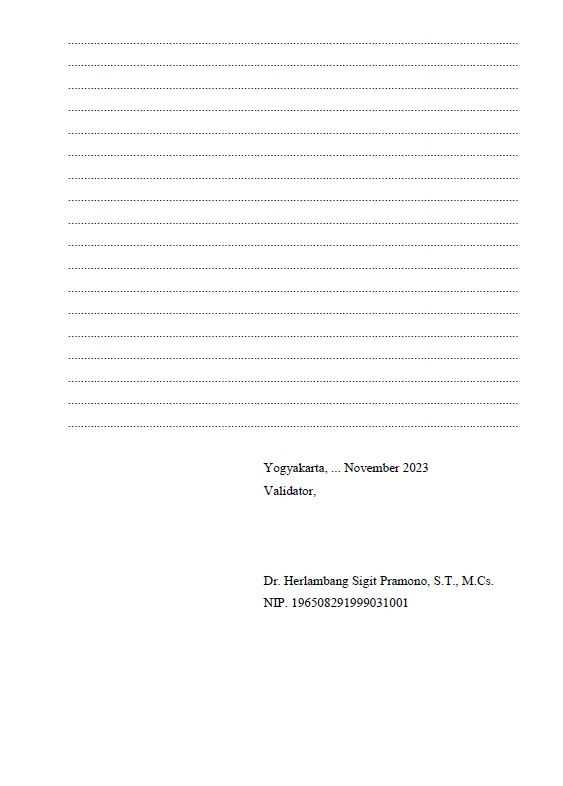 Yogyakarta, ... November 2023
Validator,
Dr. Herlambang Sigit Pramono, S.T., M.Cs.
NIP. 196508291999031001